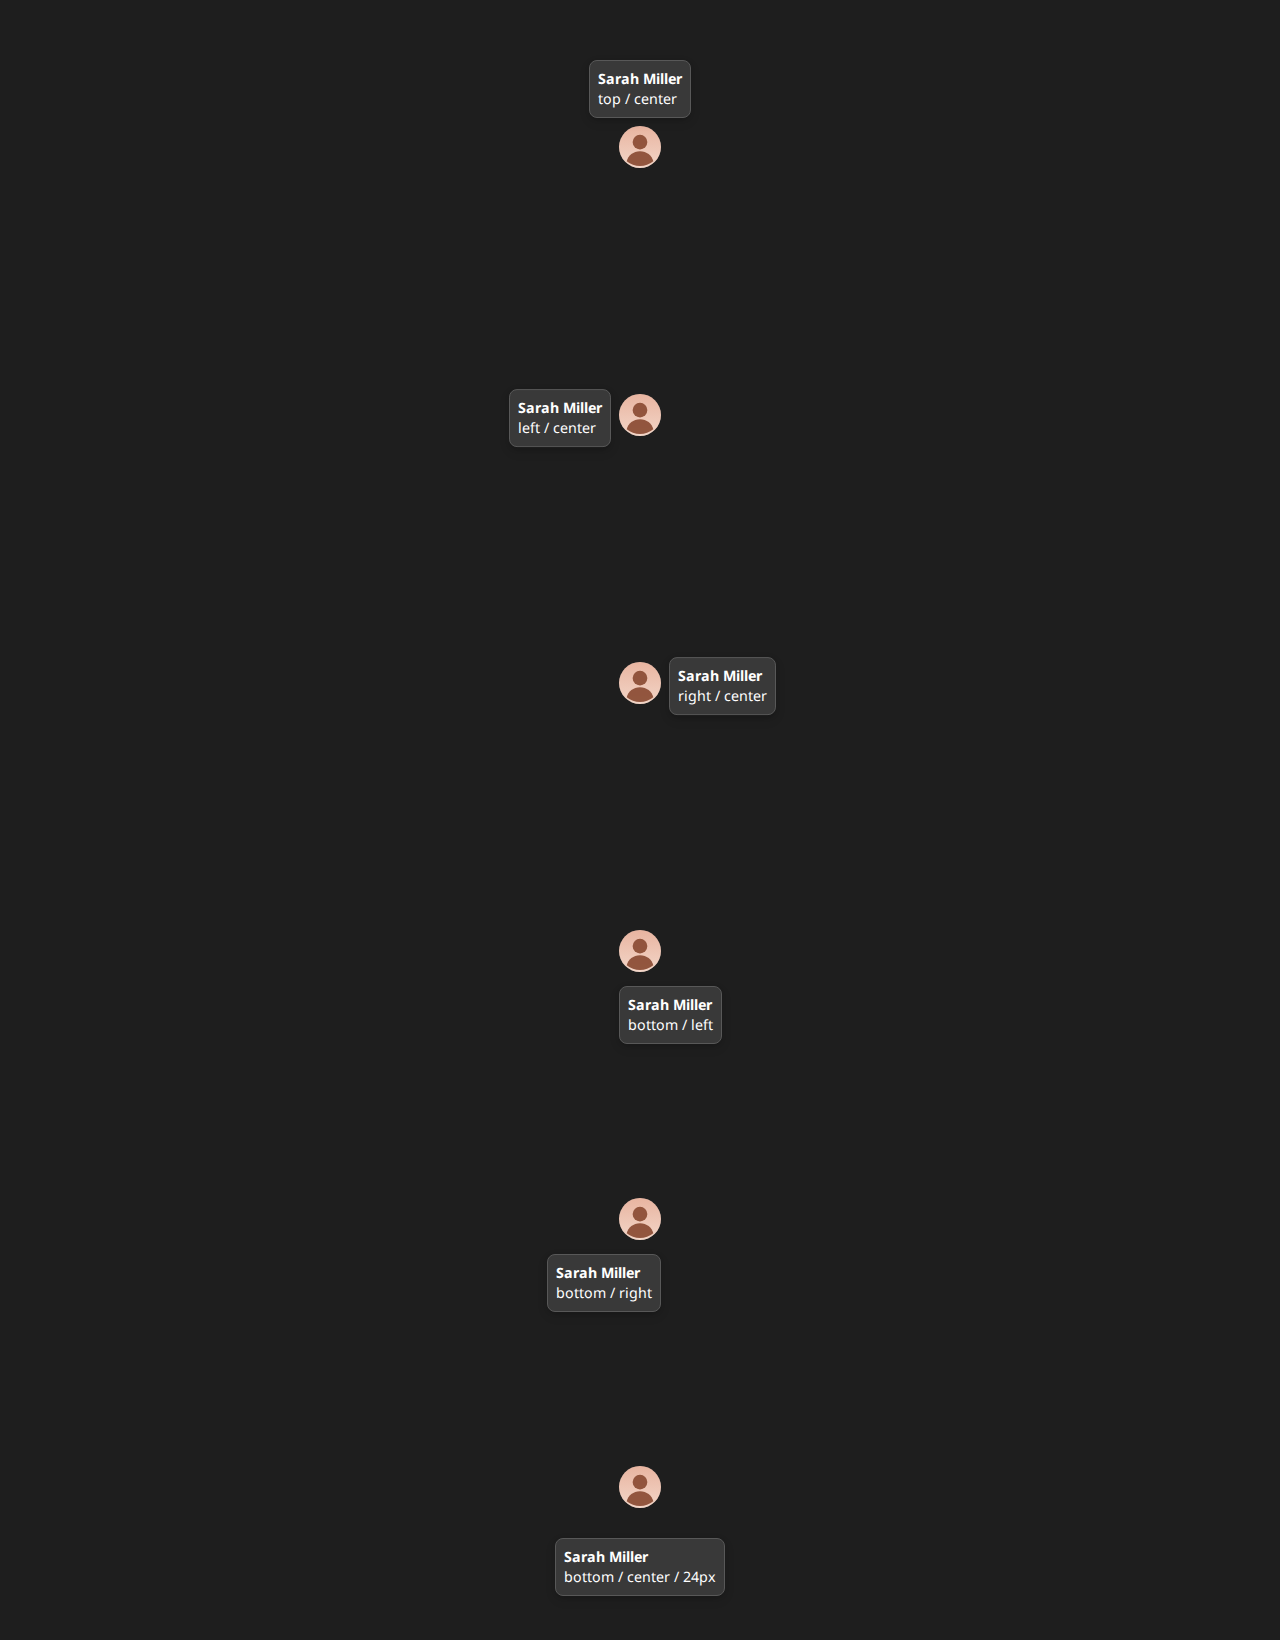 Sarah Miller
top / center
Sarah Miller
left / center
Sarah Miller
right / center
Sarah Miller
bottom / left
Sarah Miller
bottom / right
Sarah Miller
bottom / center / 24px